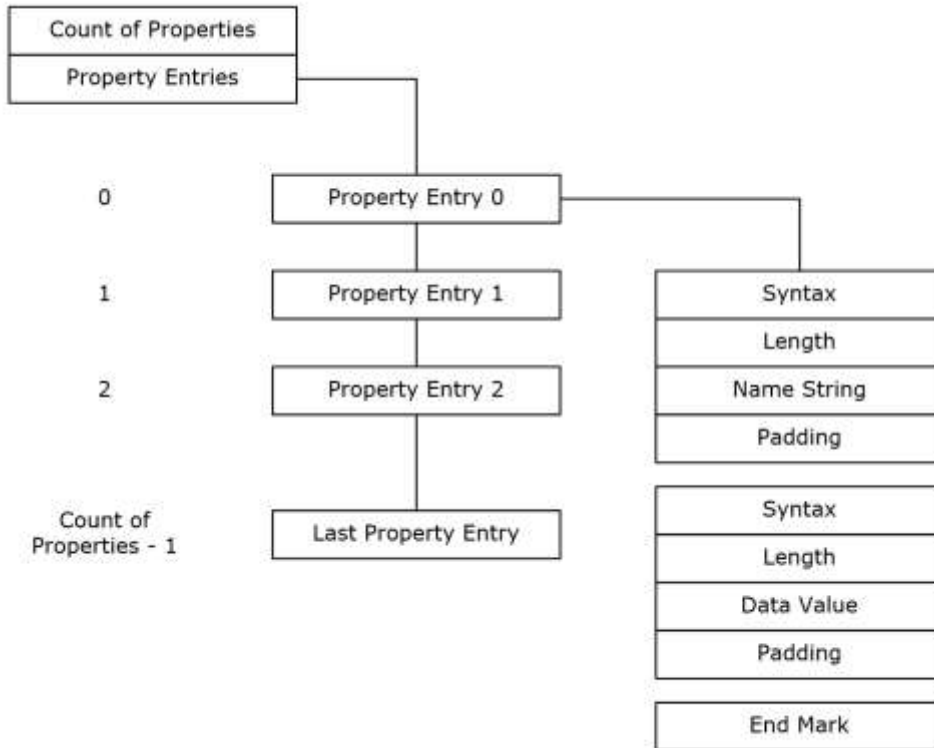 Count of Properties
Property Entries
0
Property Entry 0
1
Property Entry 1
2
Property Entry 2
Count of
Properties - 1
Last Property Entry
Syntax
Length
Name String
Padding
Syntax
Length
Data Value
Padding
End Mark